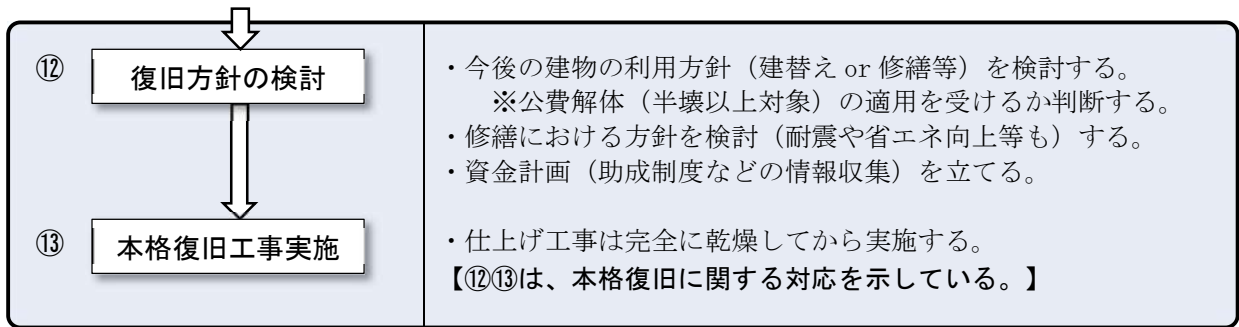 ⑫ 復旧方針の検討
・今後の建物の利用方針（建替え or 修繕等）を検討する。
※公費解体（半壊以上対象）の適用を受けるか判断する。
・修繕における方針を検討（耐震や省エネ向上等も）する。
・資金計画（助成制度などの情報収集）を立てる。
⑬ 本格復旧工事実施
・仕上げ工事は完全に乾燥してから実施する。
【⑫⑬は、本格復旧に関する対応を示している。】